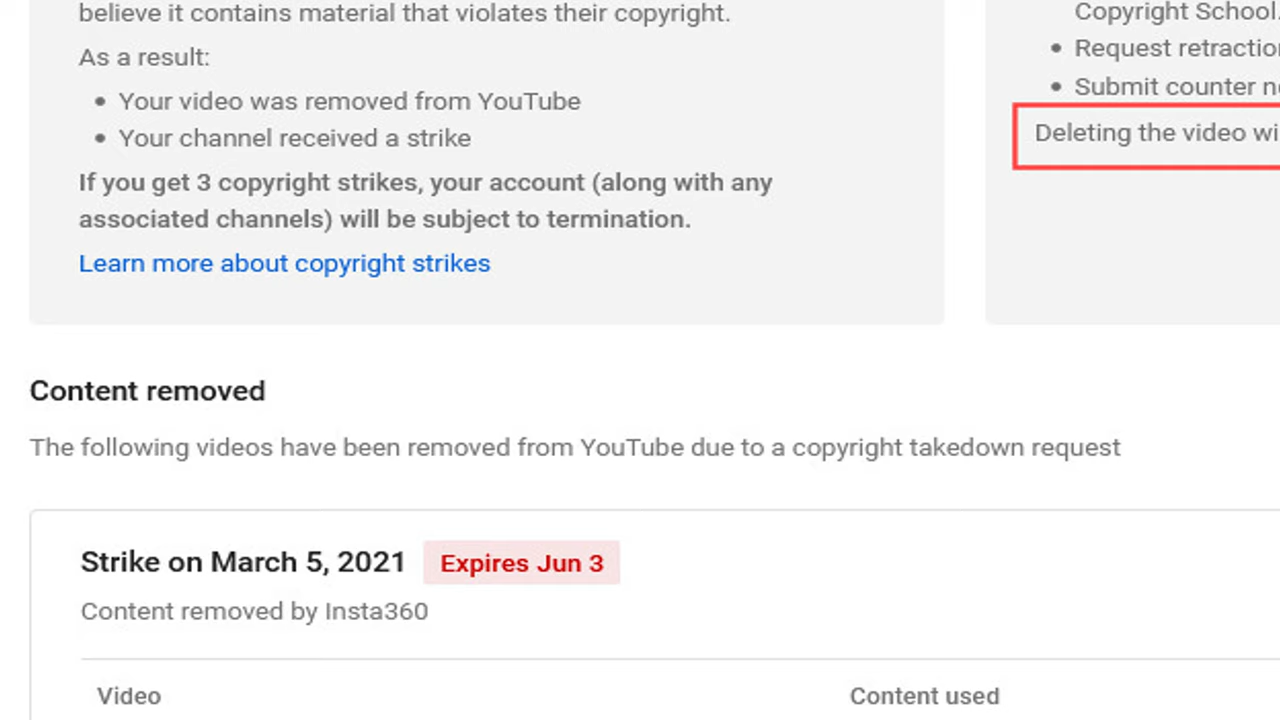 believe it contains material that violates their copyright.
As a result:
• Your video was removed from YouTube
• Your channel received a strike
If you get 3 copyright strikes, your account (along with any
associated channels) will be subject to termination.
Learn more about copyright strikes
Copyright School.
• Request
• Submit counter
Deleting the video
Content removed
The following videos have been removed from YouTube due to a copyright takedown request
Strike on March 5, 2021 Expires Jun 3
Content removed by Insta360
Video Content used